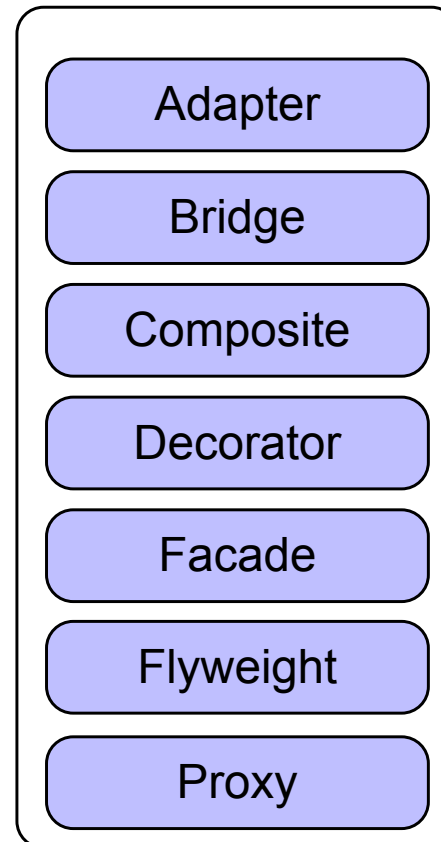 Adapter
Bridge
Composite
Decorator
Facade
Flyweight
Proxy